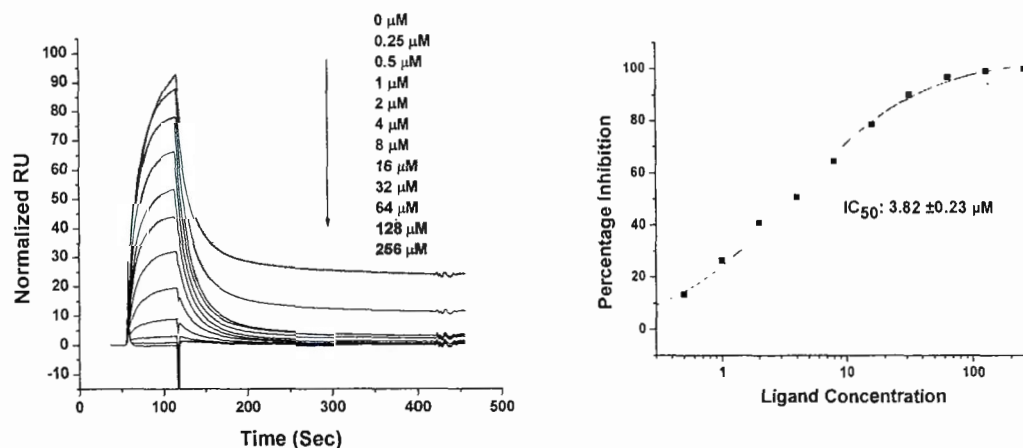 0 µM
0.25 µM
0.5 µM
1 µM
2 µM
4 µM
8 µM
16 µM
32 µM
64 µM
128 µM
256 µM
100
90
80
70
60
50
40
30
20
10
0
-10
0
100
200
300
400
500
Normalized RU
Time (Sec)
100
80
60
40
20
0
1
10
100
Percentage Inhibition
IC50: 3.82 ±0.23 µM
Ligand Concentration